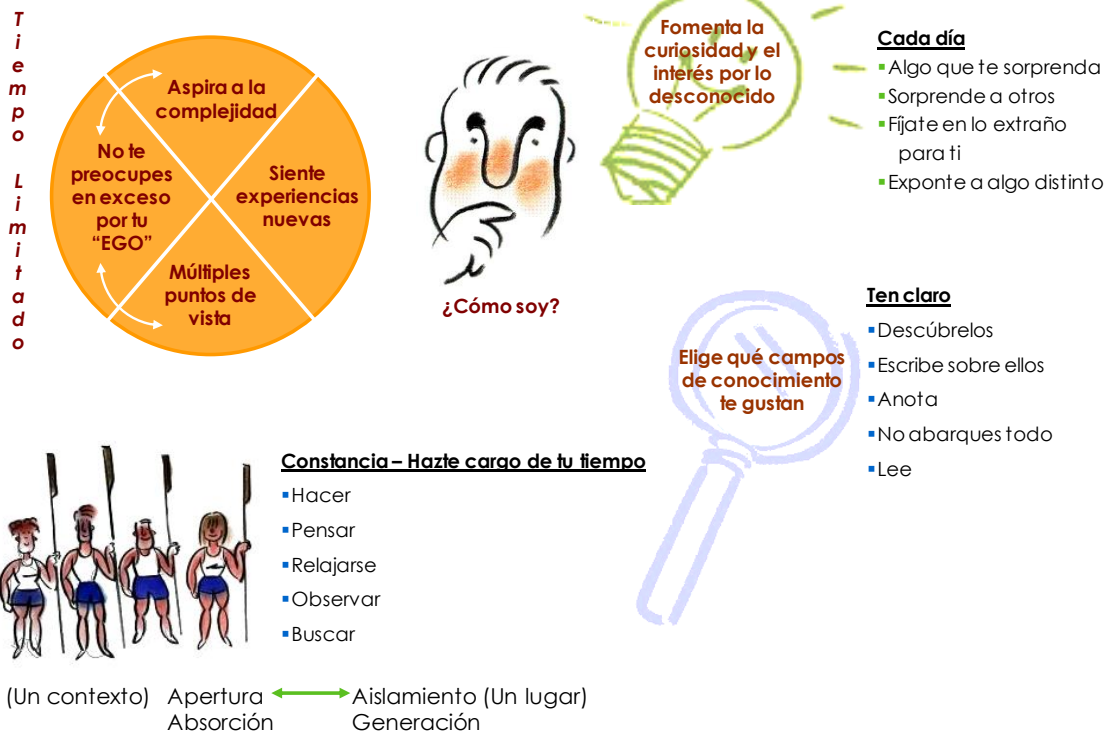 Tiempo Limitado
Aspira a la
complejidad
No te
preocupes
en exceso
por tu
“EGO”
Siente
experiencias
nuevas
Múltiples
puntos de
vista
¿Cómo soy?
Fomenta la
curiosidad y el
interés por lo
desconocido
Cada día
▪Algo que te sorprenda
▪Sorprende a otros
▪Fíjate en lo extraño
para ti
▪Exponte a algo distinto
Elige qué campos
de conocimiento
te gustan
Ten claro
▪Descúbrelos
▪Escribe sobre ellos
▪Anota
▪No abarques todo
▪Lee
Constancia – Hazte cargo de tu tiempo
▪Hacer
▪Pensar
▪Relajarse
▪Observar
▪Buscar
(Un contexto) Apertura Aislamiento (Un lugar)
Absorción Generación